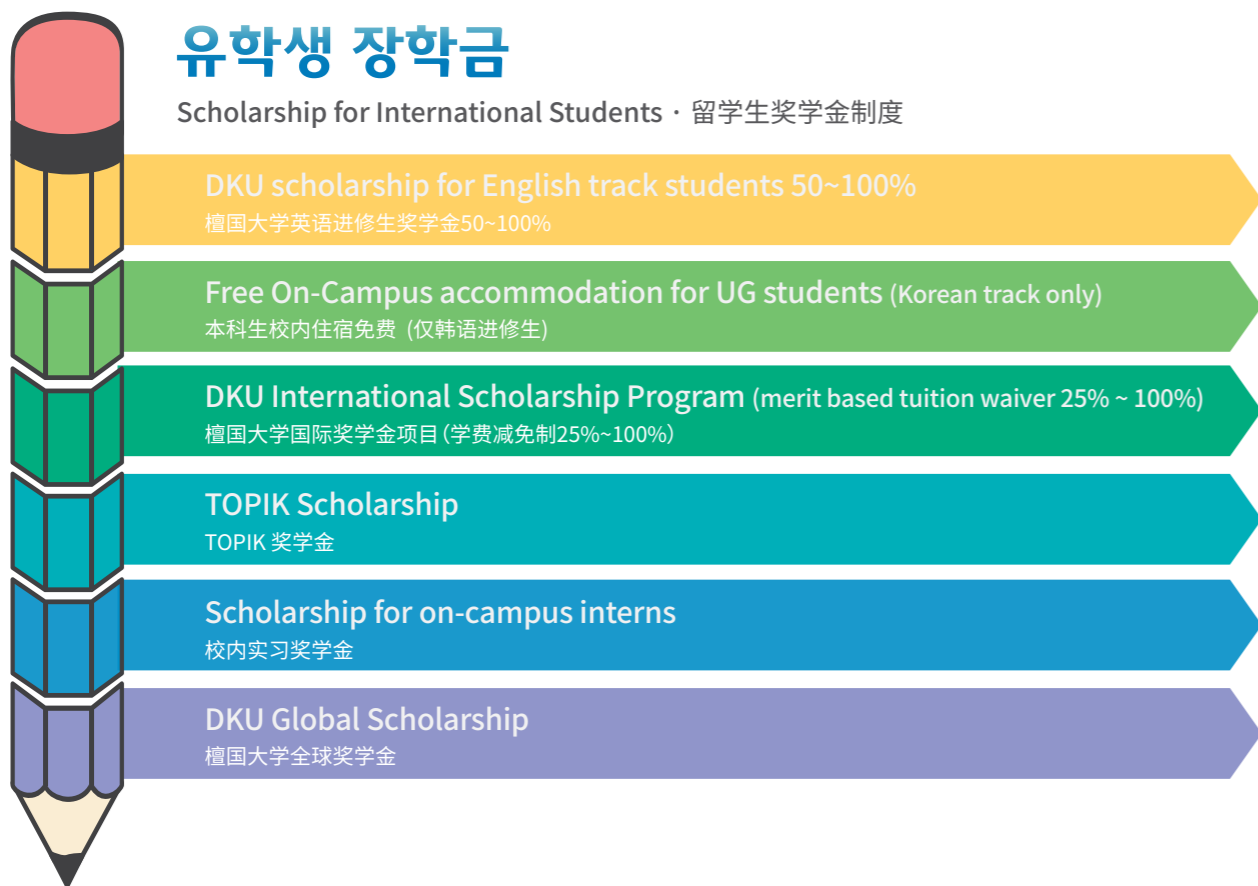 유학생 장학금
Scholarship for International Students · 留学生奖学金制度
DKU scholarship for English track students 50~100%
檀国大学英语进修生奖学金50~100%
Free On-Campus accommodation for UG students (Korean track only)
本科生校内住宿免费 (仅韩语进修生)
DKU International Scholarship Program (merit based tuition waiver 25% ~ 100%)
檀国大学国际奖学金项目(学费减免制25%~100%)
TOPIK Scholarship
TOPIK 奖学金
Scholarship for on-campus interns
校内实习奖学金
DKU Global Scholarship
檀国大学全球奖学金